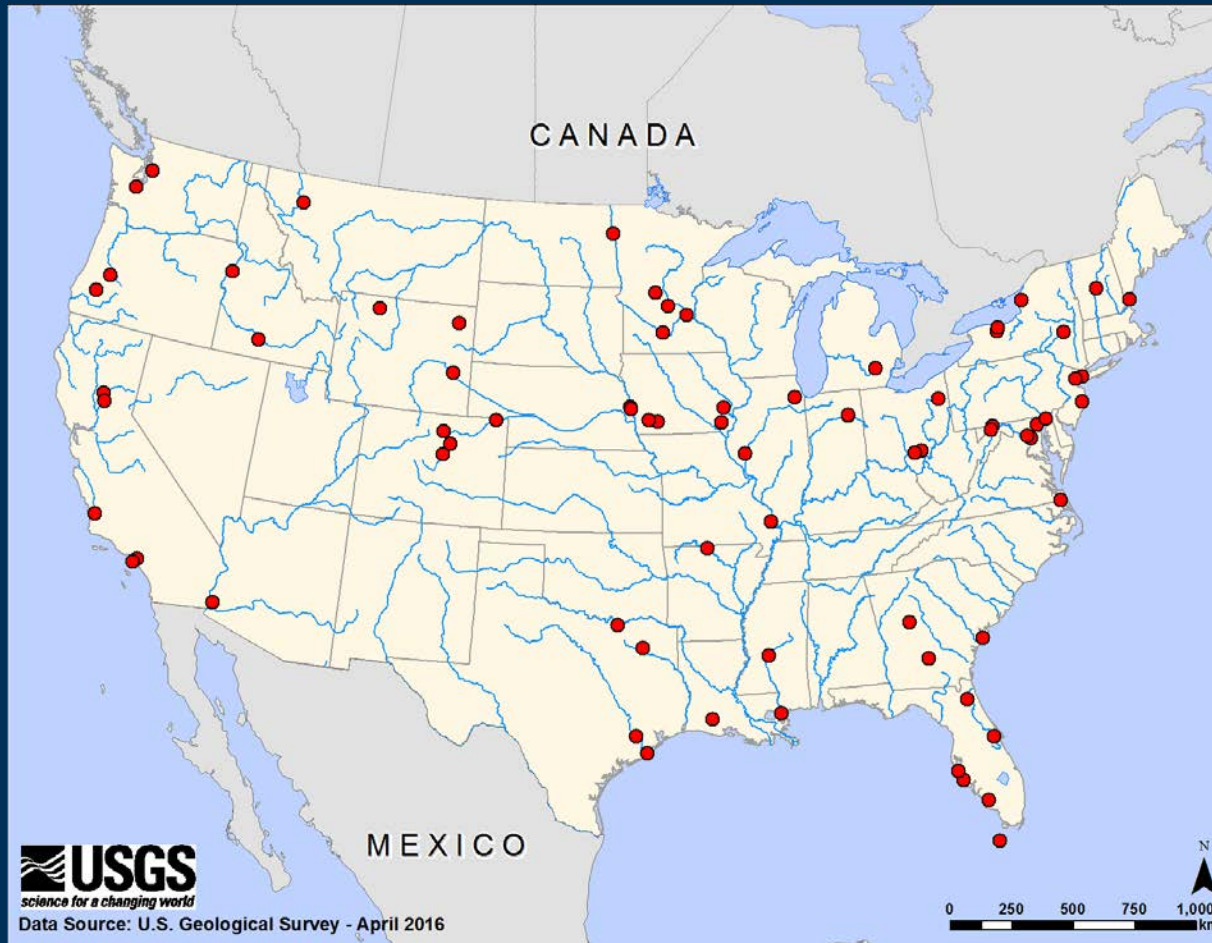 CANADA
MEXICO
USGS
science for a changing world
Data Source: U.S. Geological Survey - April 2016
N
0 250 500 750 1,000
km